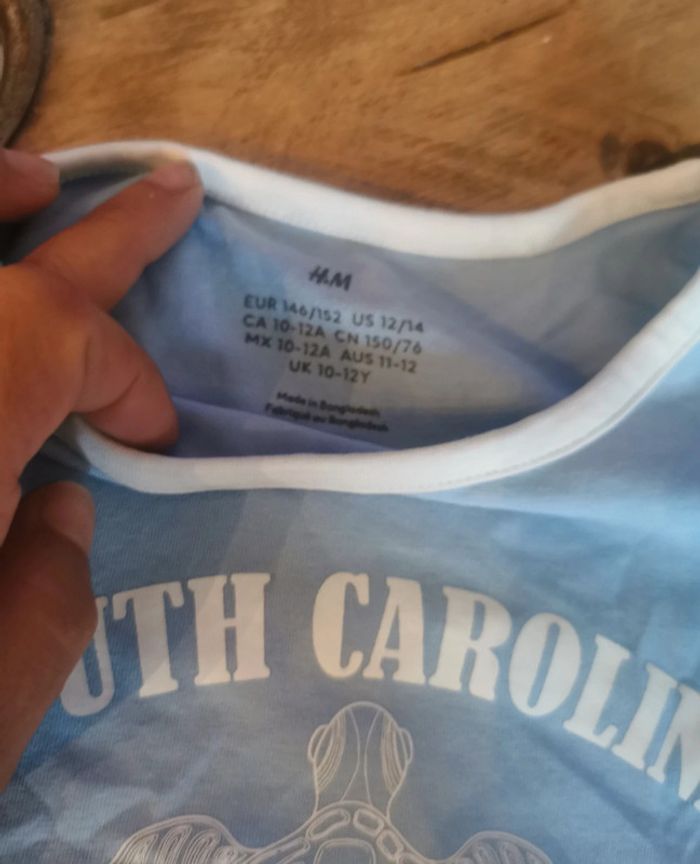 H&M
EUR 146/152 US 12/14
CA 10-12A CN 150/76
MX 10-12A AUS 11-12
UK 10-12Y
Made in Bangladesh
Fabriqué au Bangladesh
UTH CAROLIN